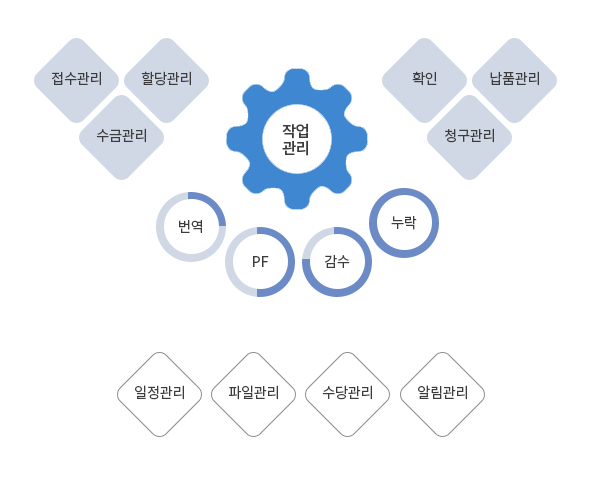 접수관리
할당관리
수금관리
작업
관리
확인
납품관리
청구관리
번역
PF
감수
누락
일정관리
파일관리
수당관리
알림관리